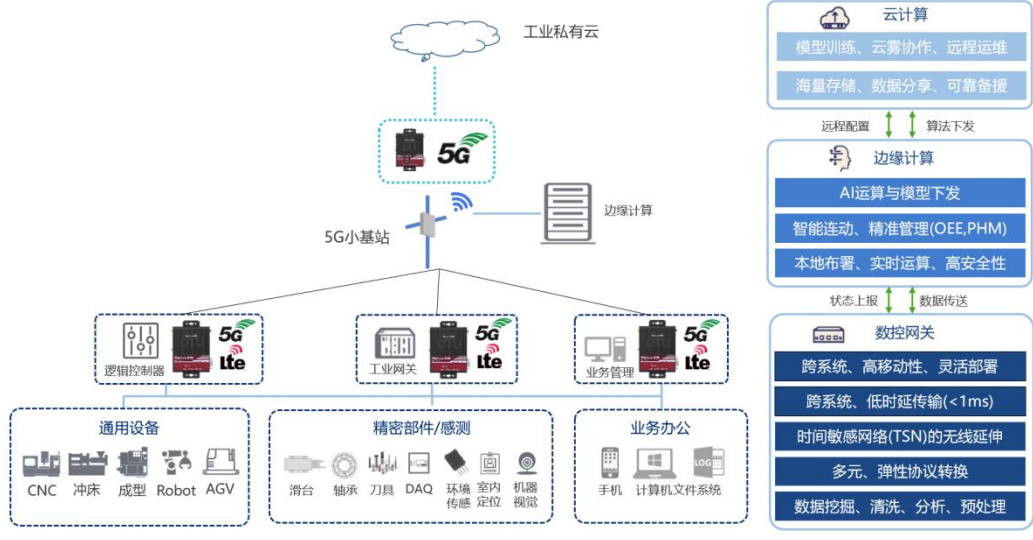 工业私有云
5G
边缘计算
5G小基站
逻辑控制器
5G
Lte
工业网关
5G
Lte
业务管理
5G
Lte
通用设备
CNC 冲床 成型 Robot AGV
精密部件/感测
滑台 轴承 刀具 DAQ 环境 室内 机器
传感 定位 视觉
业务办公
LOG
手机 计算机 文件系统
云计算
模型训练、云雾协作、远程运维
海量存储、数据分享、可靠备援
远程配置 算法下发
边缘计算
AI运算与模型下发
智能连动、精准管理(OEE,PHM)
本地布署、实时运算、高安全性
状态上报 数据传送
数控网关
跨系统、高移动性、灵活部署
跨系统、低时延传输(<1ms)
时间敏感网络(TSN)的无线延伸
多元、弹性协议转换
数据挖掘、清洗、分析、预处理